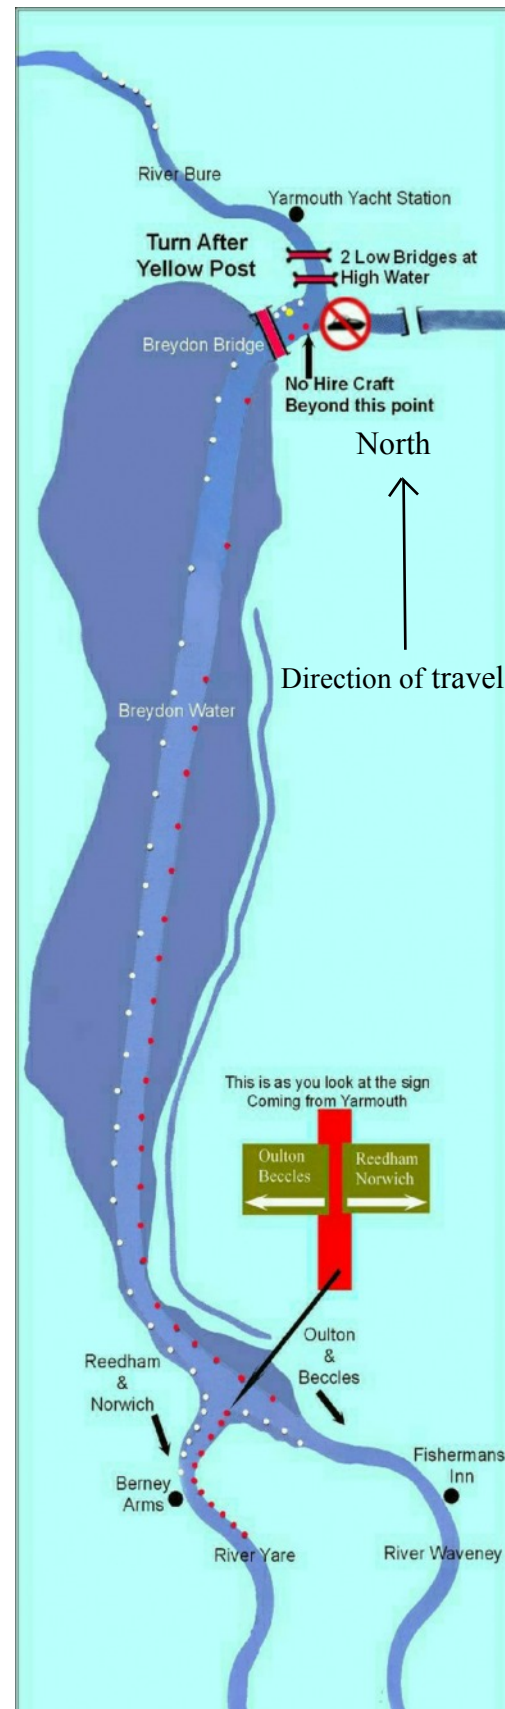 River Bure
Yarmouth Yacht Station
Turn After
Yellow Post
2 Low Bridges at
High Water
Breydon Bridge
No Hire Craft
Beyond this point
North
Direction of travel
Breydon Water
This is as you look at the sign
Coming from Yarmouth
Oulton
Beccles
Reedham
Norwich
Oulton
&
Beccles
Reedham
&
Norwich
Fishermans
Inn
Berney
Arms
River Yare
River Waveney